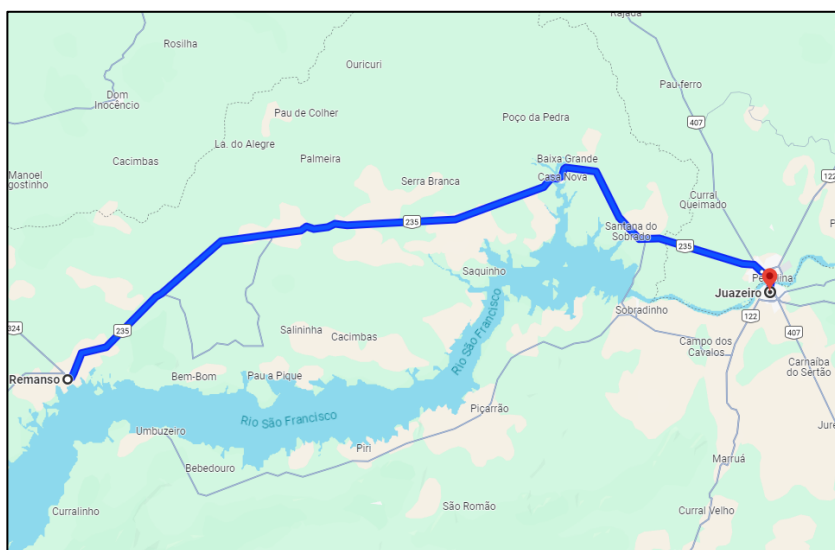 Rajada
Rosilha
Ouricuri
Pau-ferro
Dom
Inocêncio
Pau de Colher
Poço da Pedra
407
La. do Alegre
Manoel
gostinho
Cacimbas
Palmeira
Baixa Grande
Casa Nova
Serra Branca
122
Curral
Queimado
235
Santana do
Sobrado
235
Saquinho
Juazeiro
Rio São Francisco
Sobradinho
122
324
235
Salininha
Cacimbas
407
Campo dos
Cavalos
Carnaíba
do Sertão
Remanso
Bem-Bom
Pau a Pique
Rio São Francisco
Piçarrão
Umbuzeiro
Jure
Piri
Bebedouro
Marruá
São Romão
Curralinho
Curral Velho